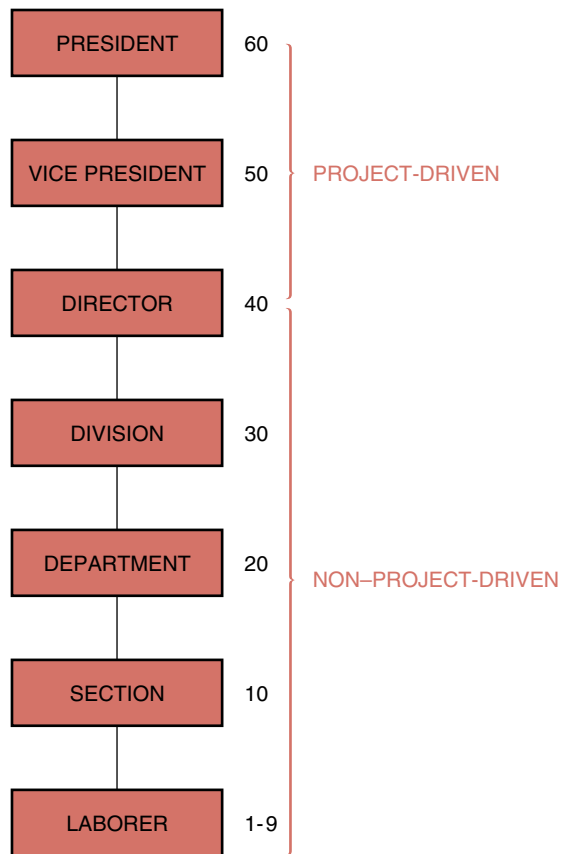 PRESIDENT 60
VICE PRESIDENT 50 PROJECT-DRIVEN
DIRECTOR 40
DIVISION 30
DEPARTMENT 20
NON–PROJECT-DRIVEN
SECTION 10
LABORER 1-9